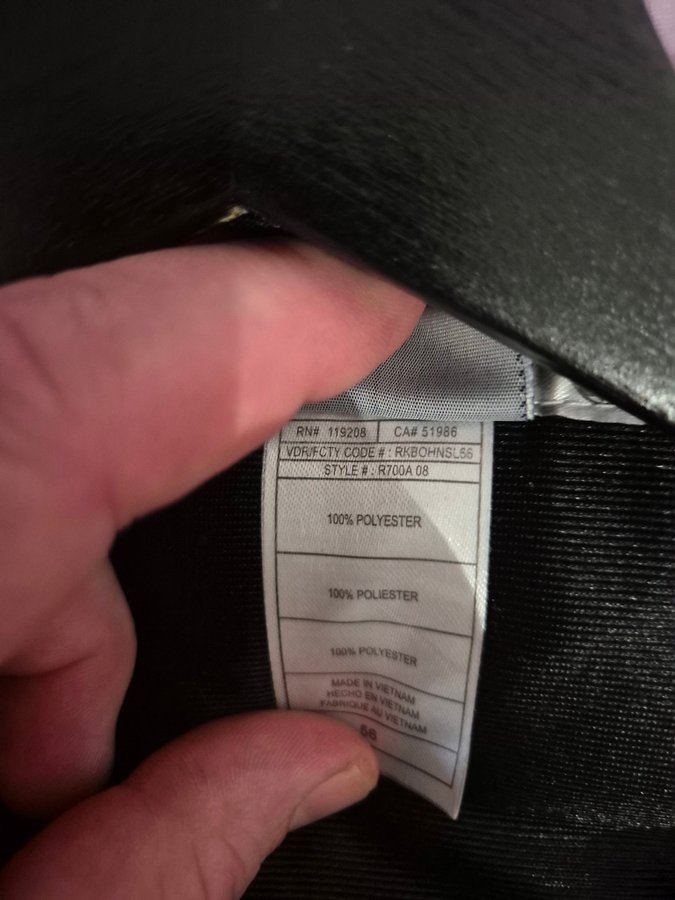 RN# 119208 CA# 51986
VDR/FCTY CODE # : RKBOHNSL56
STYLE # : R700A 08
100% POLYESTER
100% POLIESTER
100% POLYESTER
MADE IN VIETNAM
HECHO EN VIETNAM
FABRIQUE AU VIETNAM
56